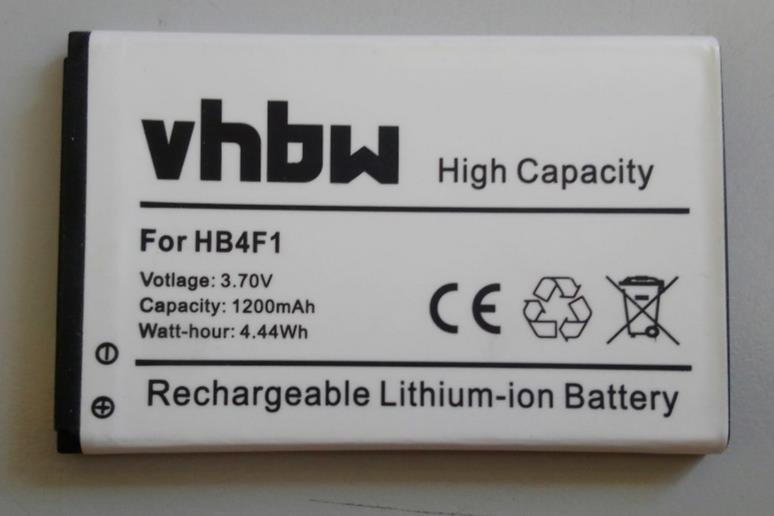 vhbw High Capacity
For HB4F1
Votlage: 3.70V
Capacity: 1200mAh
Watt-hour: 4.44Wh
CE
Rechargeable Lithium-ion Battery